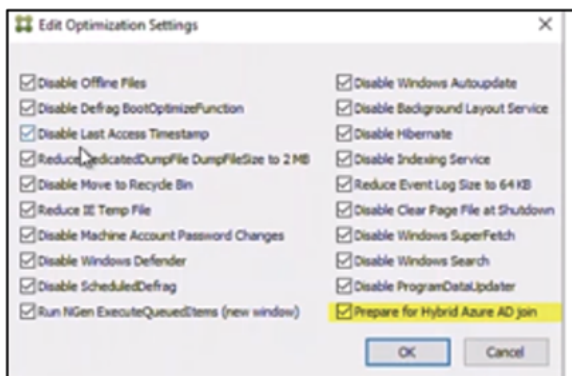 Edit Optimization Settings
Disable Offline Files
Disable Defrag BootOptimizeFunction
Disable Last Access Timestamp
Reduce DedicatedDumpFile DumpFileSize to 2 MB
Disable Move to Recycle Bin
Reduce IE Temp File
Disable Machine Account Password Changes
Disable Windows Defender
Disable ScheduledDefrag
Run NGen ExecuteQueuedItems (new window)
Disable Windows Autoupdate
Disable Background Layout Service
Disable Hibernate
Disable Indexing Service
Reduce Event Log Size to 64 KB
Disable Clear Page File at Shutdown
Disable Windows SuperFetch
Disable Windows Search
Disable ProgramDataUpdater
Prepare for Hybrid Azure AD join
OK
Cancel